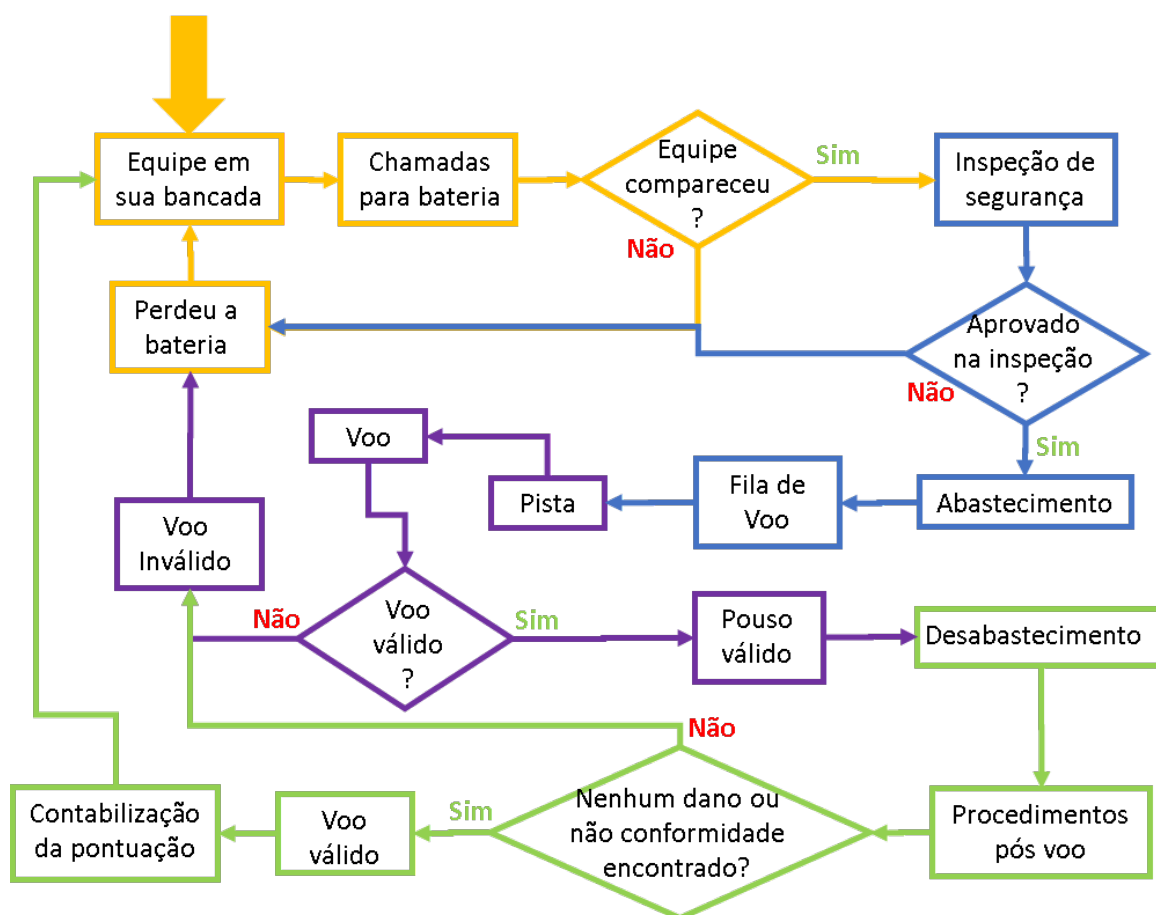 Equipe em
sua bancada
Chamadas
para bateria
Equipe
compareceu
?
Sim
Não
Inspeção de
segurança
Perdeu a
bateria
Aprovado
na inspeção
?
Não
Sim
Abastecimento
Fila de
Voo
Pista
Voo
Voo
Inválido
Voo
válido
?
Não
Sim
Pouso
válido
Desabastecimento
Procedimentos
pós voo
Nenhum dano ou
não conformidade
encontrado?
Não
Sim
Voo
válido
Contabilização
da pontuação